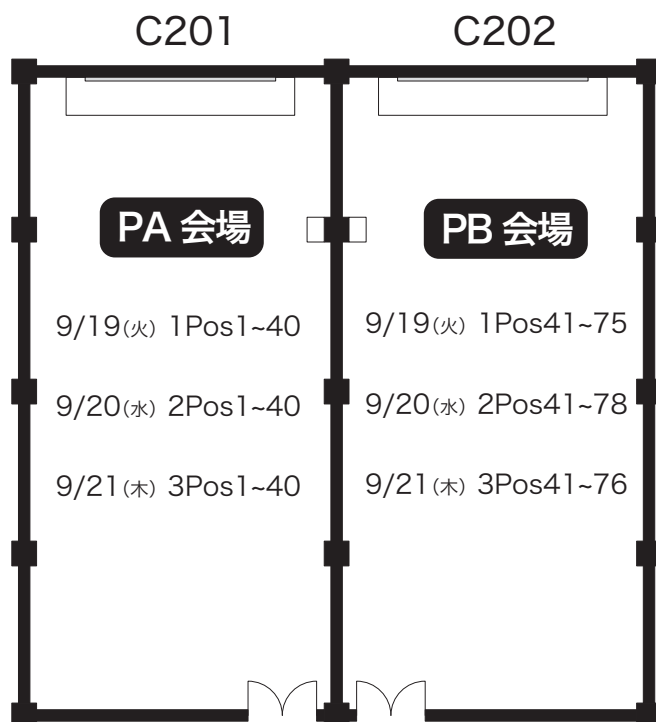 C201
PA 会場
9/19(火) 1Pos1~40
9/20(水) 2Pos1~40
9/21(木) 3Pos1~40
C202
PB 会場
9/19(火) 1Pos41~75
9/20(水) 2Pos41~78
9/21(木) 3Pos41~76